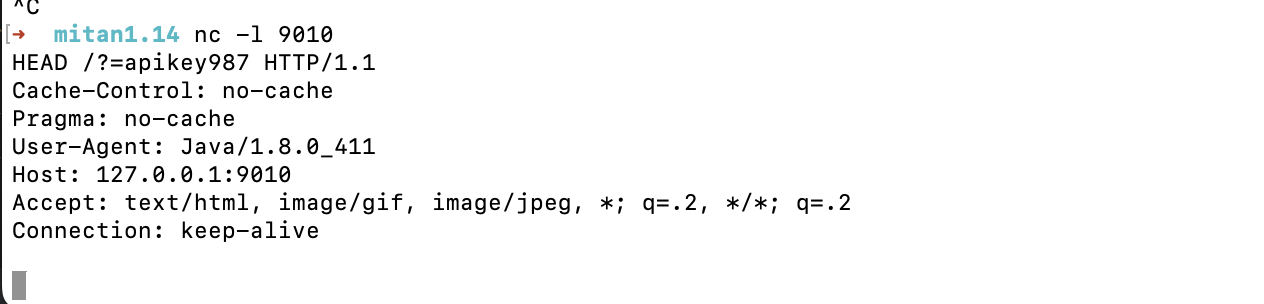 ^C
[→ mitan1.14 nc -l 9010
HEAD /?=apikey987 HTTP/1.1
Cache-Control: no-cache
Pragma: no-cache
User-Agent: Java/1.8.0_411
Host: 127.0.0.1:9010
Accept: text/html, image/gif, image/jpeg, *; q=.2, */*; q=.2
Connection: keep-alive